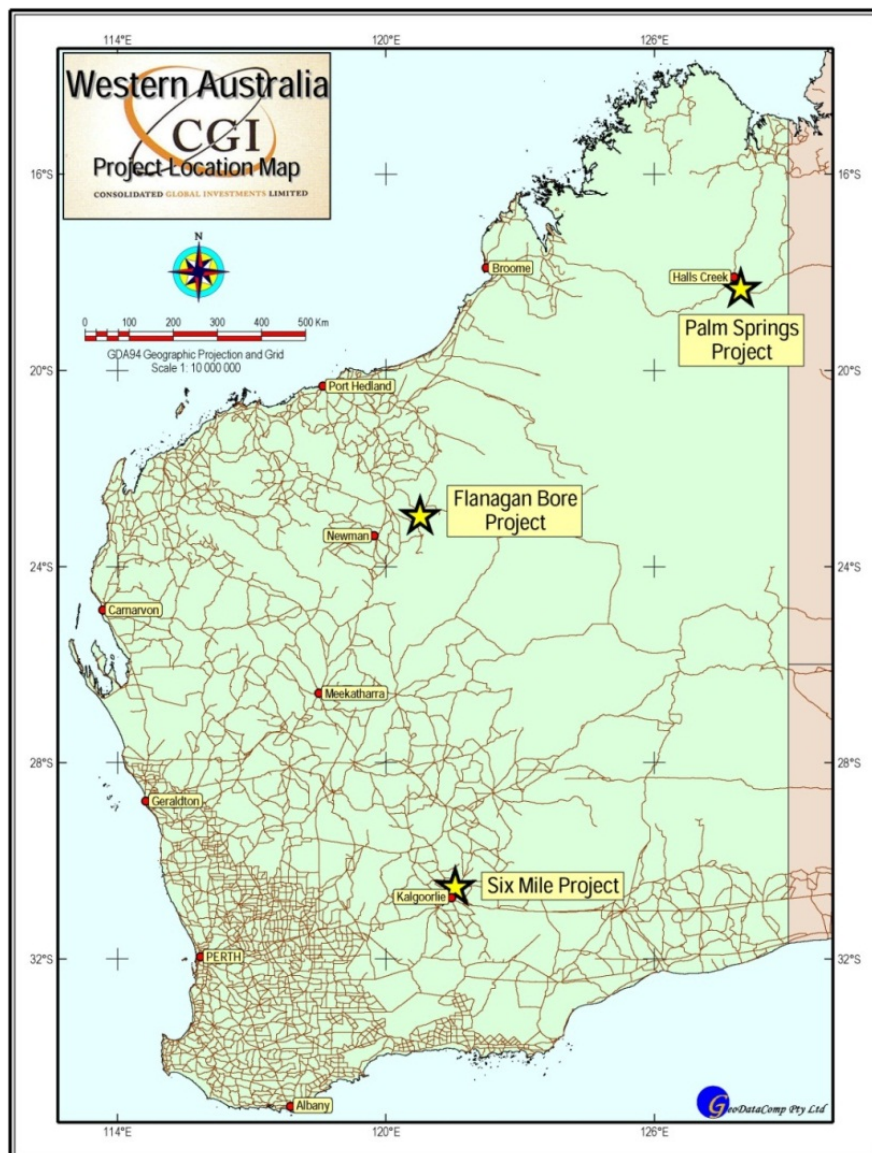 114°E
120°E
126°E
Western Australia
CGI
Project Location Map
CONSOLIDATED GLOBAL INVESTMENTS LIMITED
16°S
N
Broome
Halls Creek
Palm Springs
Project
0 100 200 300 400 500 Km
GDA94 Geographic Projection and Grid
Scale 1: 10 000 000
20°S
Port Hedland
Flanagan Bore
Project
Newman
24°S
Carnarvon
Meekatharra
28°S
Geraldton
Six Mile Project
Kalgoorlie
32°S
PERTH
Albany
GeoDataComp Pty Ltd
114°E
120°E
126°E